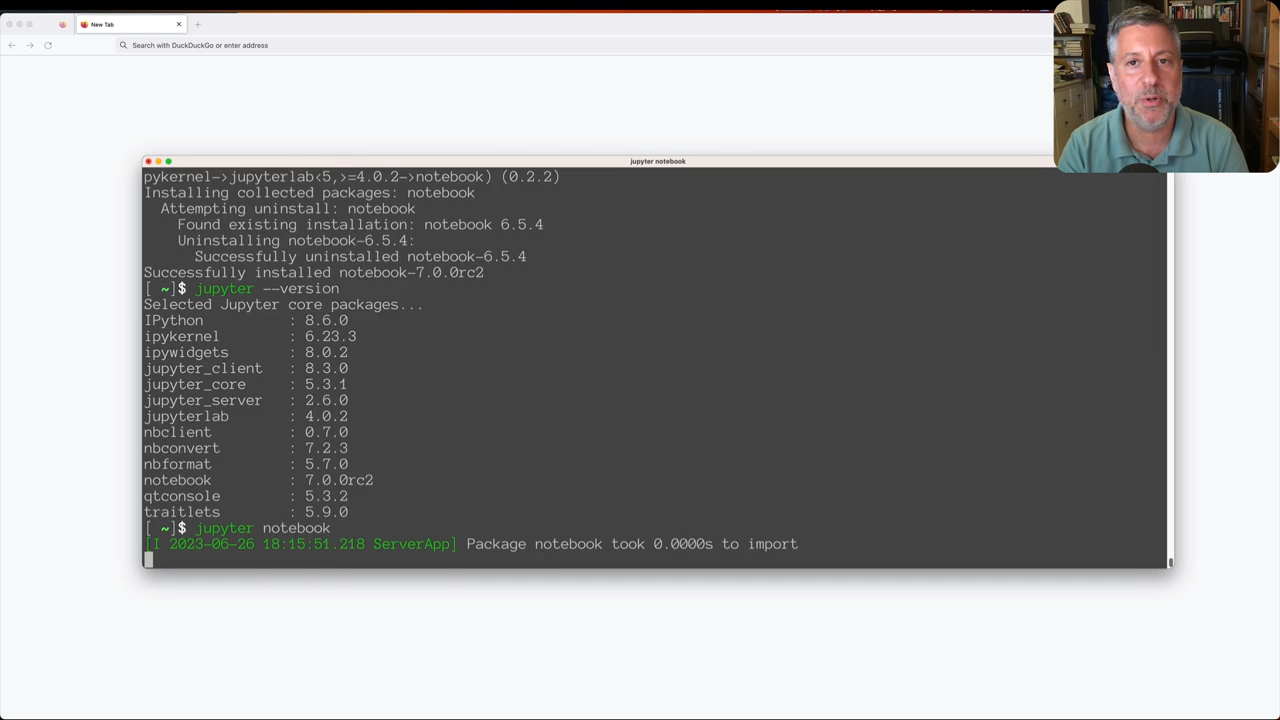 New Tab
Search with DuckDuckGo or enter address
jupyter notebook
pykernel->jupyterlab<5,>=4.0.2->notebook) (0.2.2)
Installing collected packages: notebook
Attempting uninstall: notebook
Found existing installation: notebook 6.5.4
Uninstalling notebook-6.5.4:
Successfully uninstalled notebook-6.5.4
Successfully installed notebook-7.0.0rc2
[ ~]$ jupyter --version
Selected Jupyter core packages...
IPython : 8.6.0
ipykernel : 6.23.3
ipywidgets : 8.0.2
jupyter_client : 8.3.0
jupyter_core : 5.3.1
jupyter_server : 2.6.0
jupyterlab : 4.0.2
nbclient : 0.7.0
nbconvert : 7.2.3
nbformat : 5.7.0
notebook : 7.0.0rc2
qtconsole : 5.3.2
traitlets : 5.9.0
[ ~]$ jupyter notebook
[I 2023-06-26 18:15:51.218 ServerApp] Package notebook took 0.0000s to import